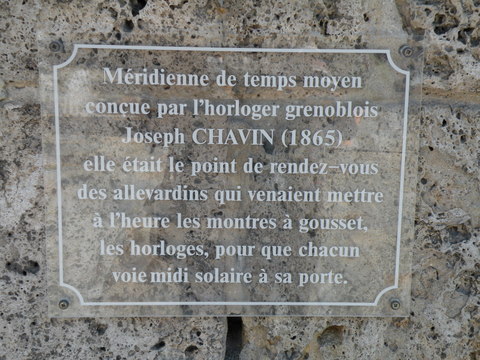 Méridienne de temps moyen
concue par l'horloger grenoblois
Joseph CHAVIN (1865)
elle était le point de rendez-vous
des allevardins qui venaient mettre
à l'heure les montres à gousset,
les horloges, pour que chacun
voie midi solaire à sa porte.